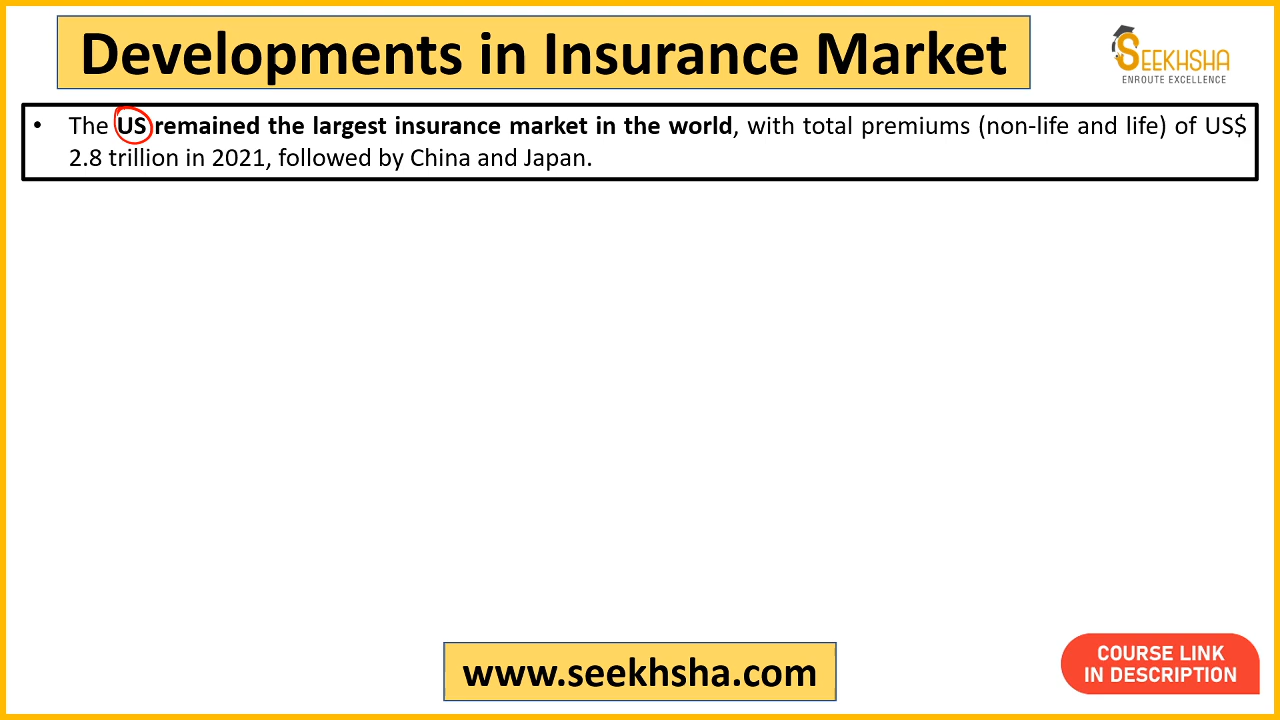 Developments in Insurance Market
SEEKHSHA
ENROUTE EXCELLENCE
• The US remained the largest insurance market in the world, with total premiums (non-life and life) of US$
2.8 trillion in 2021, followed by China and Japan.
www.seekhsha.com
COURSE LINK
IN DESCRIPTION